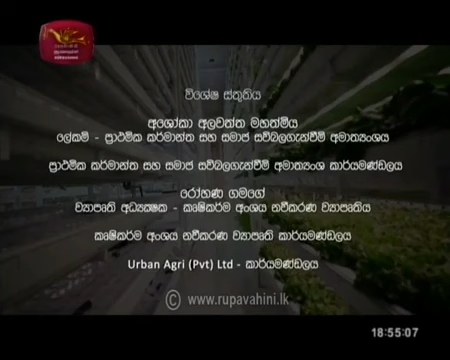 විශේෂ ස්තුතිය
අශෝකා අලවත්ත මහත්මිය
ලේකම් - ප්‍රාථමික කර්මාන්ත සහ සමාජ සවිබලගැන්වීම් අමාත්‍යංශය
ප්‍රාථමික කර්මාන්ත සහ සමාජ සවිබලගැන්වීම් අමාත්‍යංශ කාර්යමණ්ඩලය
රෝහණ ගමගේ
ව්‍යාපෘති අධ්‍යක්ෂක - කෘෂිකර්ම අංශය නවීකරණ ව්‍යාපෘතිය
කෘෂිකර්ම අංශය නවීකරණ ව්‍යාපෘති කාර්යමණ්ඩලය
Urban Agri (Pvt) Ltd - කාර්යමණ්ඩලය
© www.rupavahini.lk
18:55:07